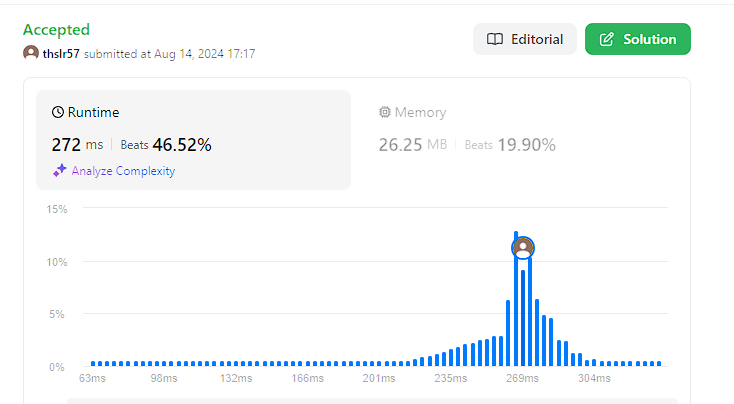 Accepted
thslr57 submitted at Aug 14, 2024 17:17
Editorial
Solution
Runtime
272 ms Beats 46.52%
Analyze Complexity
Memory
26.25 MB Beats 19.90%
15%
10%
5%
0%
63ms 98ms 132ms 166ms 201ms 235ms 269ms 304ms